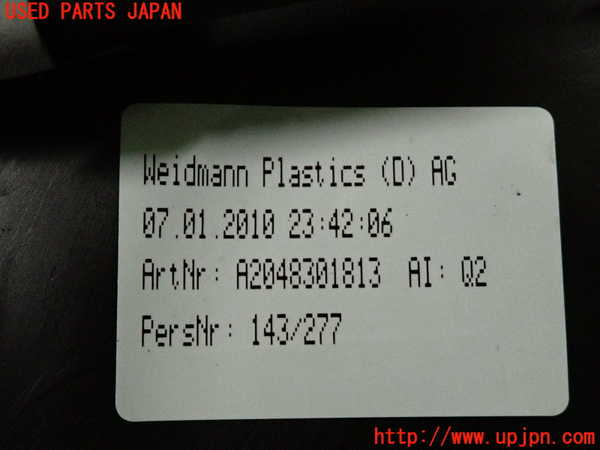 USED PARTS JAPAN
Weidmann Plastics (D) AG
07.01.2010 23:42:06
ArtNr: A2048301813 AI: Q2
PersNr: 143/277
http://www.upjpn.com/